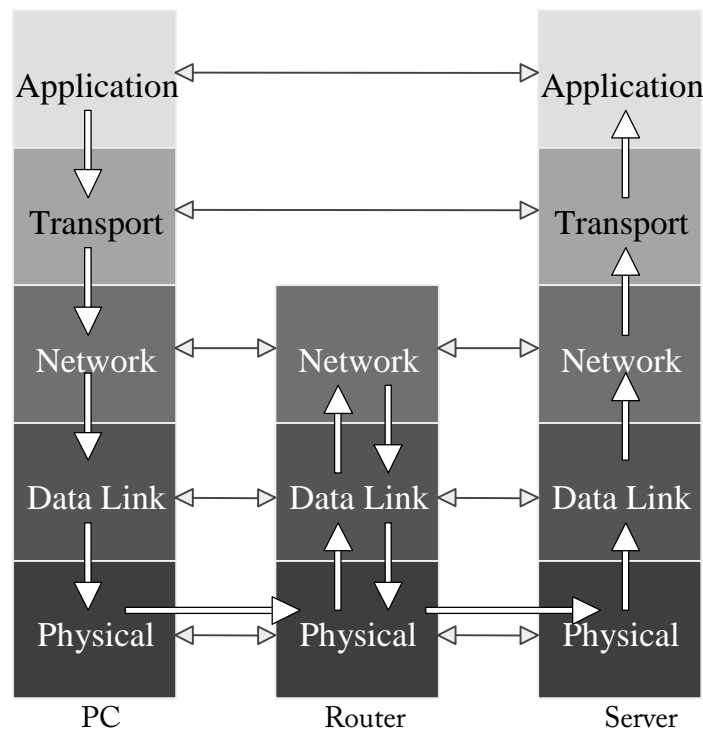 Application
Application
Transport
Transport
Network
Network
Network
Data Link
Data Link
Data Link
Physical
Physical
Physical
PC
Router
Server